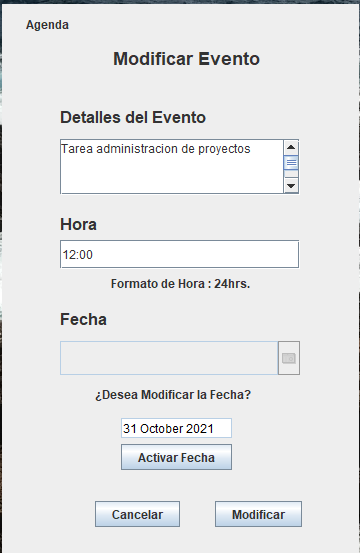 Agenda
Modificar Evento
Detalles del Evento
Tarea administracion de proyectos
Hora
12:00
Formato de Hora : 24hrs.
Fecha
¿Desea Modificar la Fecha?
31 October 2021
Activar Fecha
Cancelar Modificar